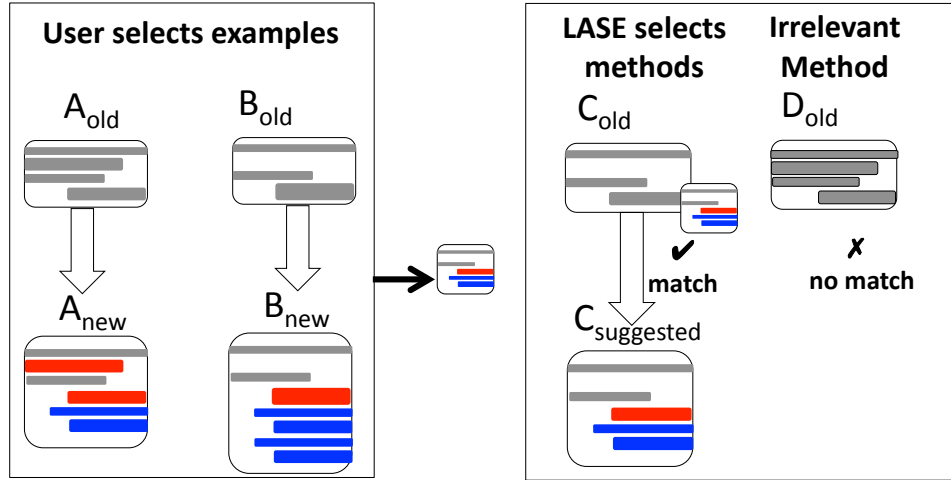 User selects examples
A_old
B_old
A_new
B_new
LASE selects
methods
C_old
✔
match
C_suggested
Irrelevant
Method
D_old
✗
no match